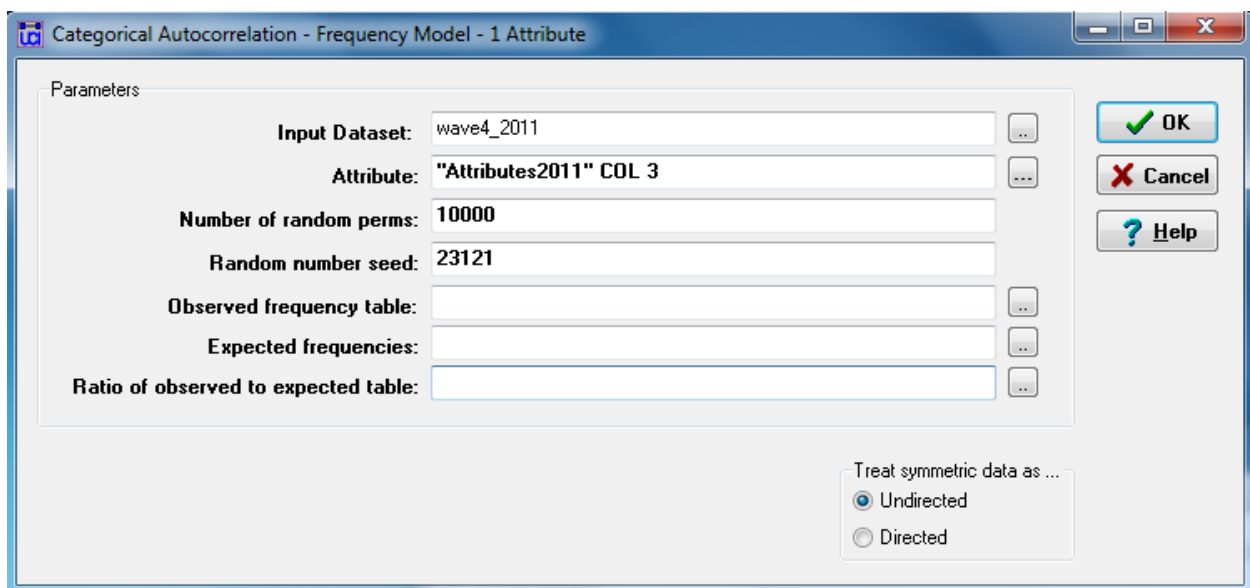 Categorical Autocorrelation - Frequency Model - 1 Attribute
Parameters
Input Dataset: wave4_2011 ..
Attribute: "Attributes2011" COL 3 ...
Number of random perms: 10000
Random number seed: 23121
Observed frequency table: ..
Expected frequencies: ..
Ratio of observed to expected table: ..
OK
Cancel
? Help
Treat symmetric data as ...
Undirected
Directed